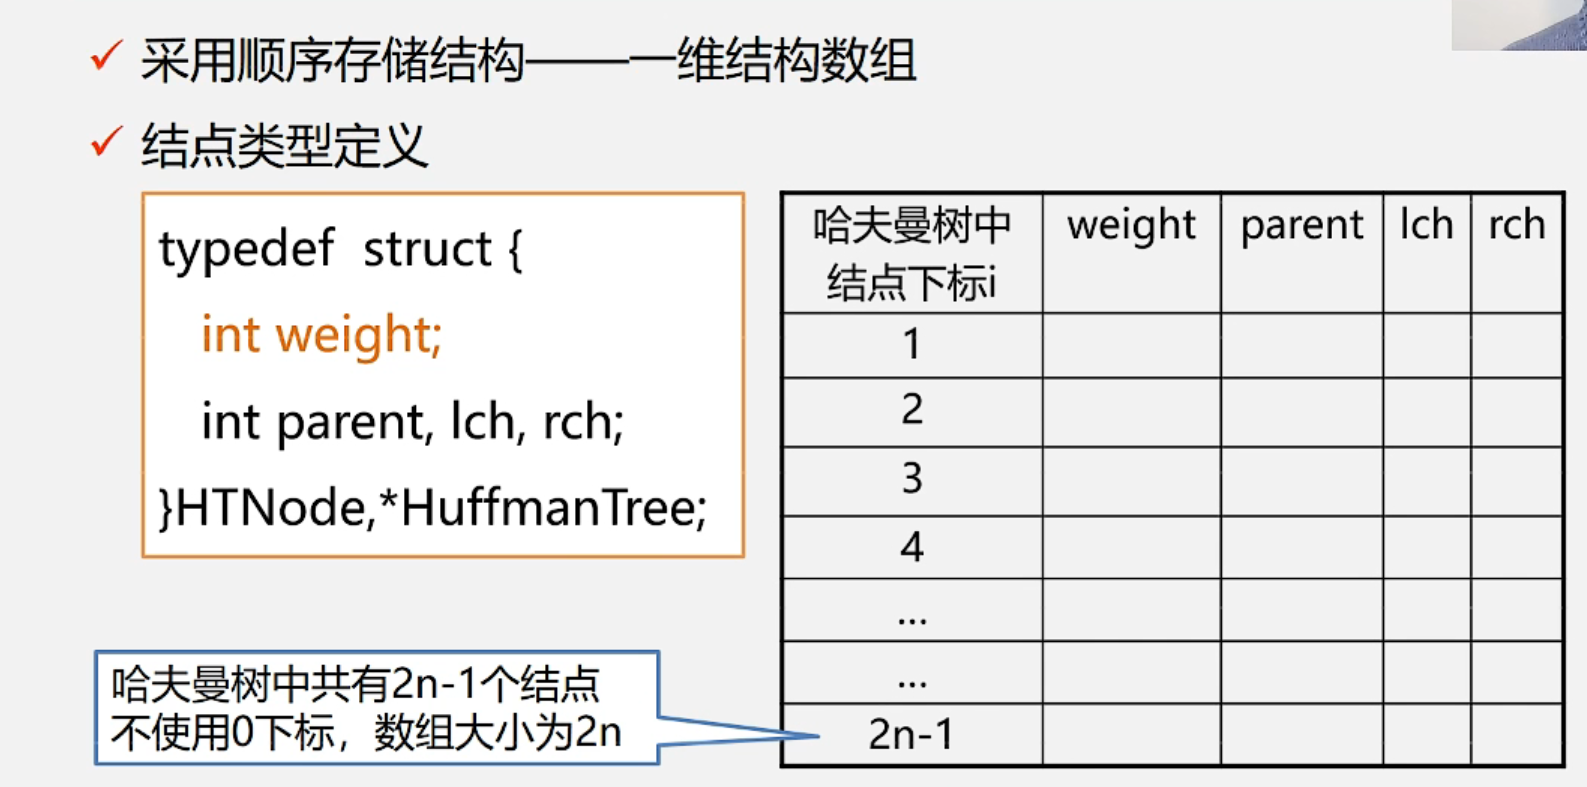 ✓ 采用顺序存储结构———一维结构数组
✓ 结点类型定义
typedef struct {
int weight;
int parent, lch, rch;
}HTNode,*HuffmanTree;
哈夫曼树中共有2n-1个结点
不使用0下标，数组大小为2n
哈夫曼树中
结点下标i weight parent lch rch
1
2
3
4
...
...
2n-1